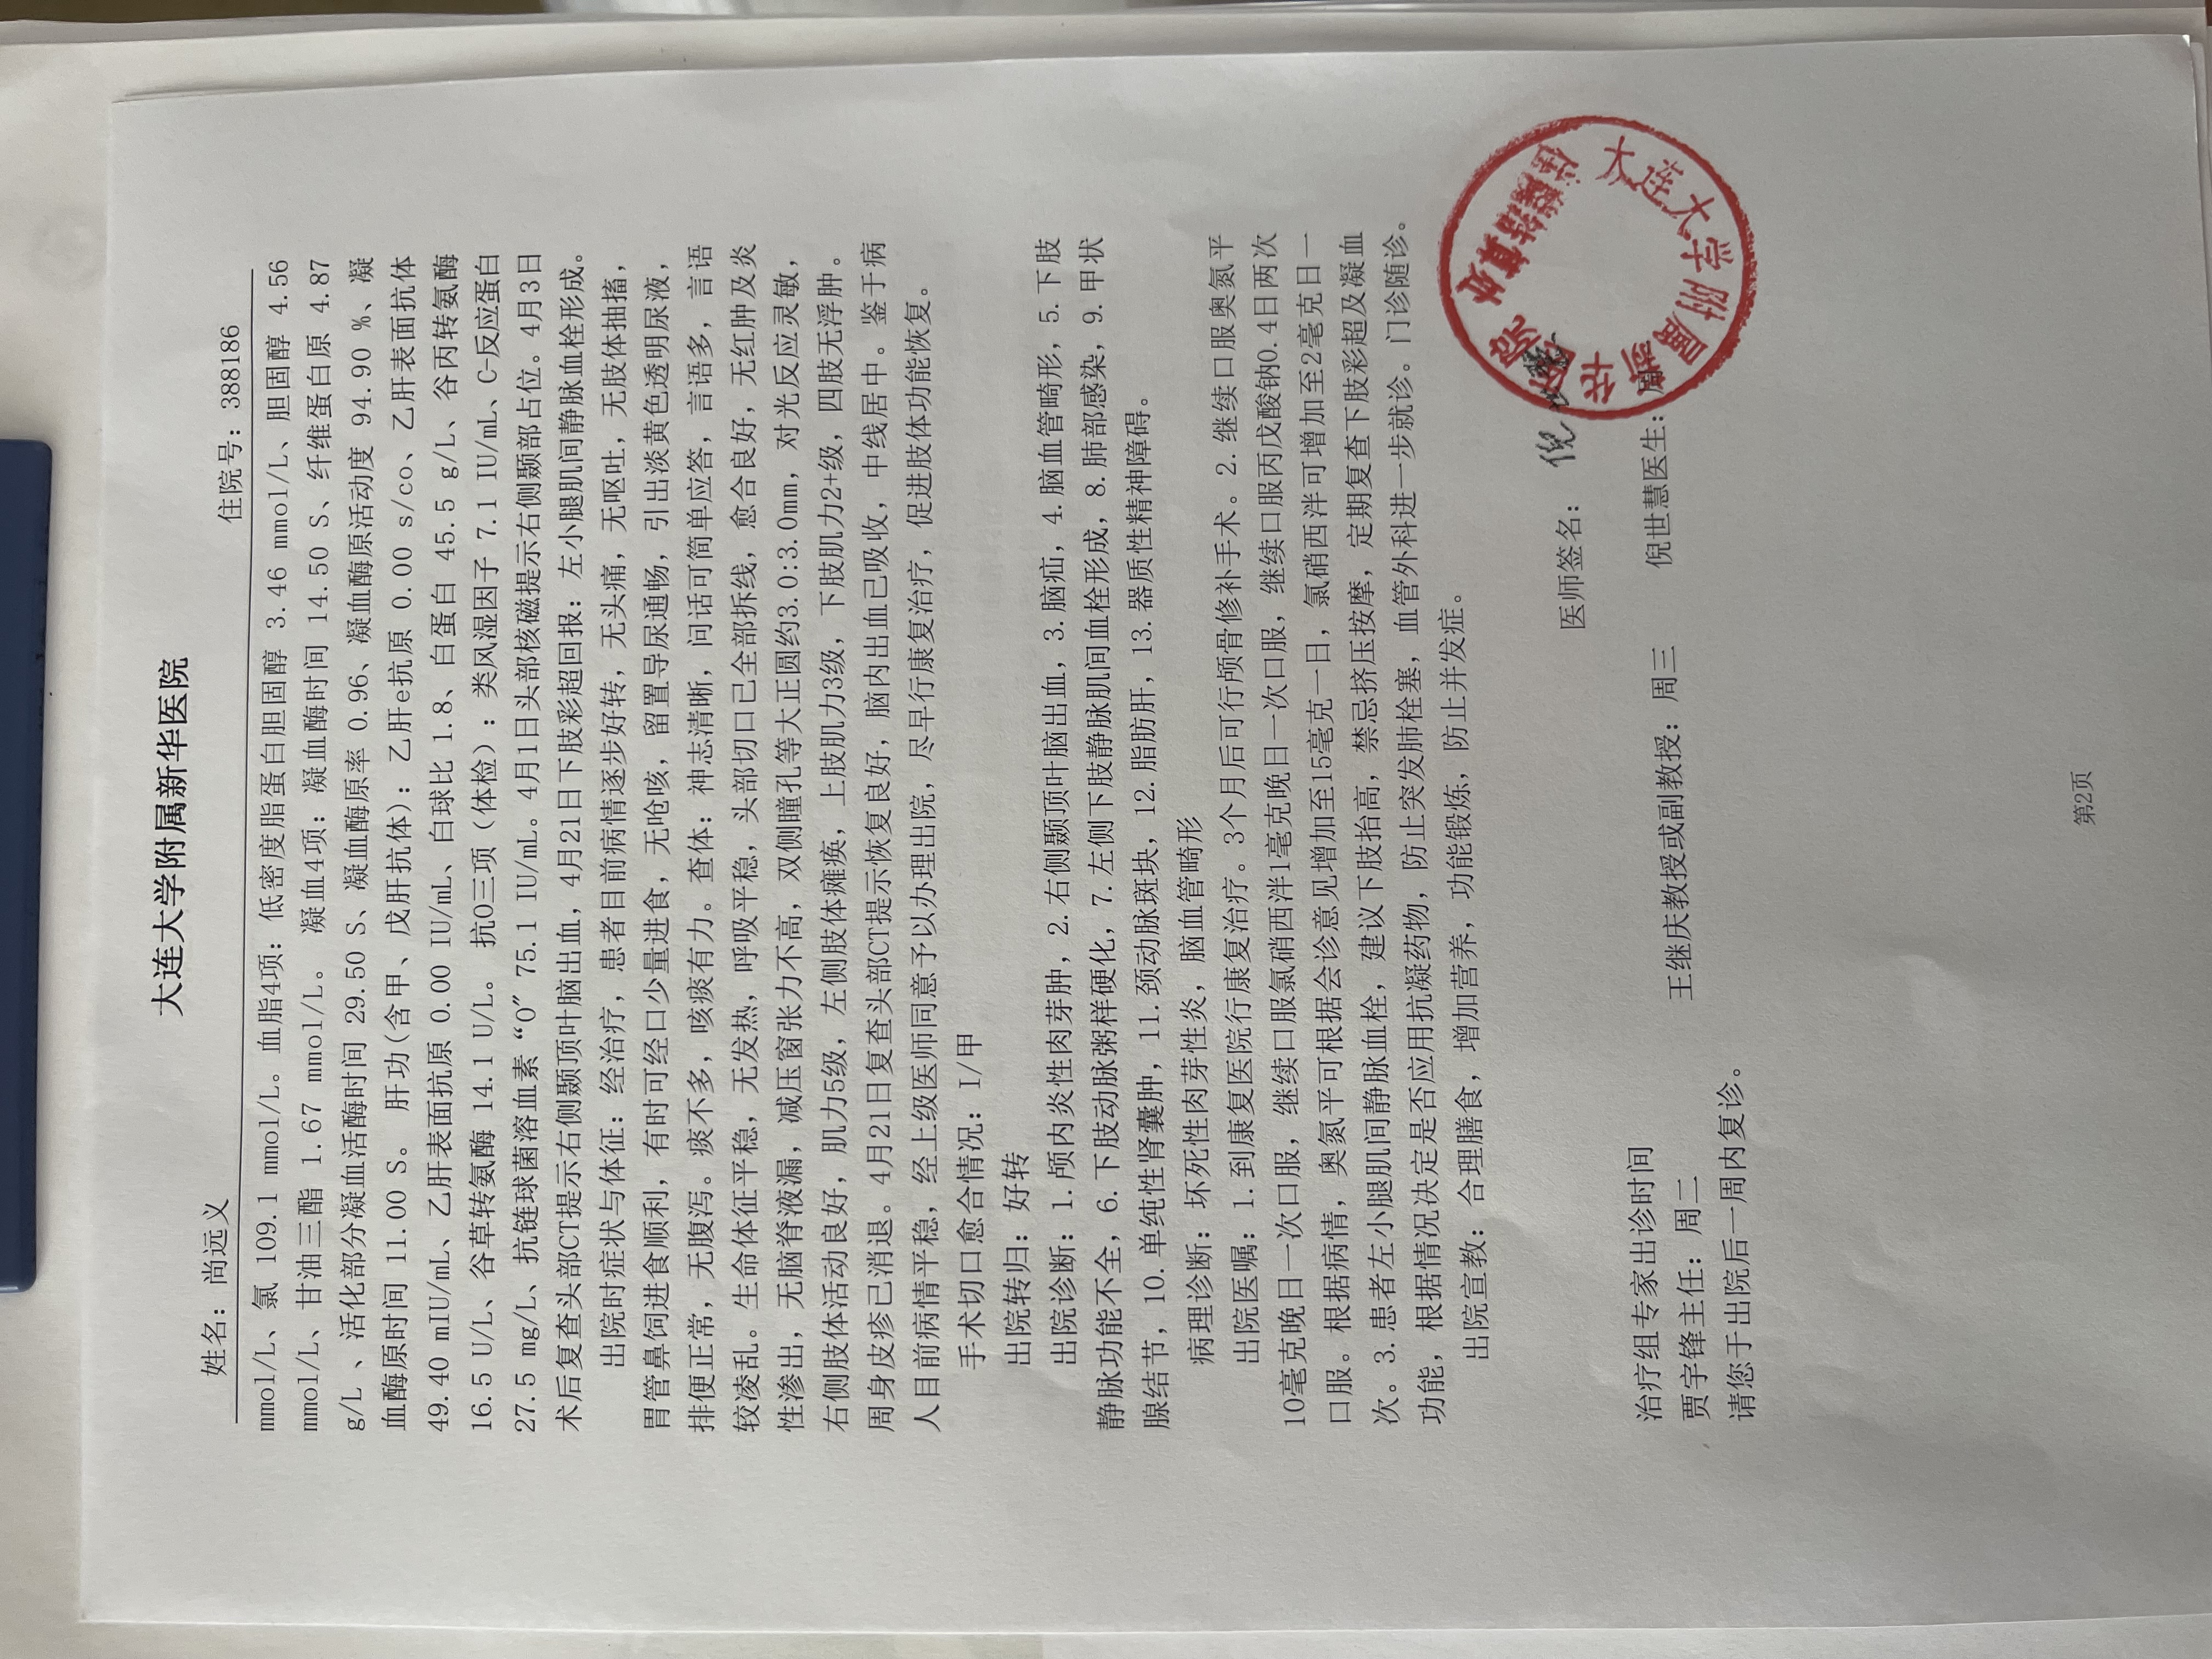 大连大学附属新华医院
姓名：尚远义 住院号：388186
mmol/L、氯 109.1 mmol/L。血脂4项：低密度脂蛋白胆固醇 3.46 mmol/L、胆固醇 4.56
mmol/L、甘油三酯 1.67 mmol/L。 凝血4项：凝血酶时间 14.50 S、纤维蛋白原 4.87
g/L 、活化部分凝血活酶时间 29.50 S、凝血酶原率 0.96、凝血酶原活动度 94.90 %、凝
血酶原时间 11.00 S。 肝功(含甲、戊肝抗体)：乙肝e抗原 0.00 s/co、乙肝表面抗体
49.40 mIU/mL、乙肝表面抗原 0.00 IU/mL、白球比 1.8、白蛋白 45.5 g/L、谷丙转氨酶
16.5 U/L、谷草转氨酶 14.1 U/L。 抗O三项（体检）：类风湿因子 7.1 IU/mL、C-反应蛋白
27.5 mg/L、抗链球菌溶血素“O” 75.1 IU/mL。4月1日头部核磁提示右侧颞部占位。4月3日
术后复查头部CT提示右侧颞顶叶脑出血，4月21日下肢彩超回报：左小腿肌间静脉血栓形成。
出院时症状与体征：经治疗，患者目前病情逐步好转，无头痛，无呕吐，无肢体抽搐，
胃管鼻饲进食顺利，有时可经口少量进食，无呛咳，留置导尿通畅，引出淡黄色透明尿液，
排便正常，无腹泻。痰不多，咳痰有力。查体：神志清晰，问话可简单应答，言语多，言语
较凌乱。生命体征平稳，无发热，呼吸平稳，头部切口已全部拆线，愈合良好，无红肿及炎
性渗出，无脑脊液漏，减压窗张力不高，双侧瞳孔等大正圆约3.0:3.0mm，对光反应灵敏，
右侧肢体活动良好，肌力5级，左侧肢体瘫痪，上肢肌力3级，下肢肌力2+级，四肢无浮肿。
周身皮疹已消退。4月21日复查头部CT提示恢复良好，脑内出血已吸收，中线居中。鉴于病
人目前病情平稳，经上级医师同意予以办理出院，尽早行康复治疗，促进肢体功能恢复。
手术切口愈合情况：I/甲
出院转归：好转
出院诊断：1.颅内炎性肉芽肿，2.右侧颞顶叶脑出血，3.脑疝，4.脑血管畸形，5.下肢
静脉功能不全，6.下肢动脉粥样硬化，7.左侧下肢静脉肌间血栓形成，8.肺部感染，9.甲状
腺结节，10.单纯性肾囊肿，11.颈动脉斑块，12.脂肪肝，13.器质性精神障碍。
病理诊断：坏死性肉芽性炎，脑血管畸形
出院医嘱：1.到康复医院行康复治疗。3个月后可行颅骨修补手术。2.继续口服奥氮平
10毫克晚日一次口服，继续口服氯硝西泮1毫克晚日一次口服，继续口服丙戊酸钠0.4日两次
口服。根据病情，奥氮平可根据会诊意见增加至15毫克一日，氯硝西泮可增加至2毫克日一
次。3.患者左小腿肌间静脉血栓，建议下肢抬高，禁忌挤压按摩，定期复查下肢彩超及凝血
功能，根据情况决定是否应用抗凝药物，防止突发肺栓塞，血管外科进一步就诊。门诊随诊。
出院宣教：合理膳食，增加营养，功能锻炼，防止并发症。
医师签名：倪世慧
治疗组专家出诊时间
贾宇锋主任：周二 王继庆教授或副教授：周三 倪世慧医生：周
请您于出院后一周内复诊。
大连大学附属新华医院
住院结算处
第2页